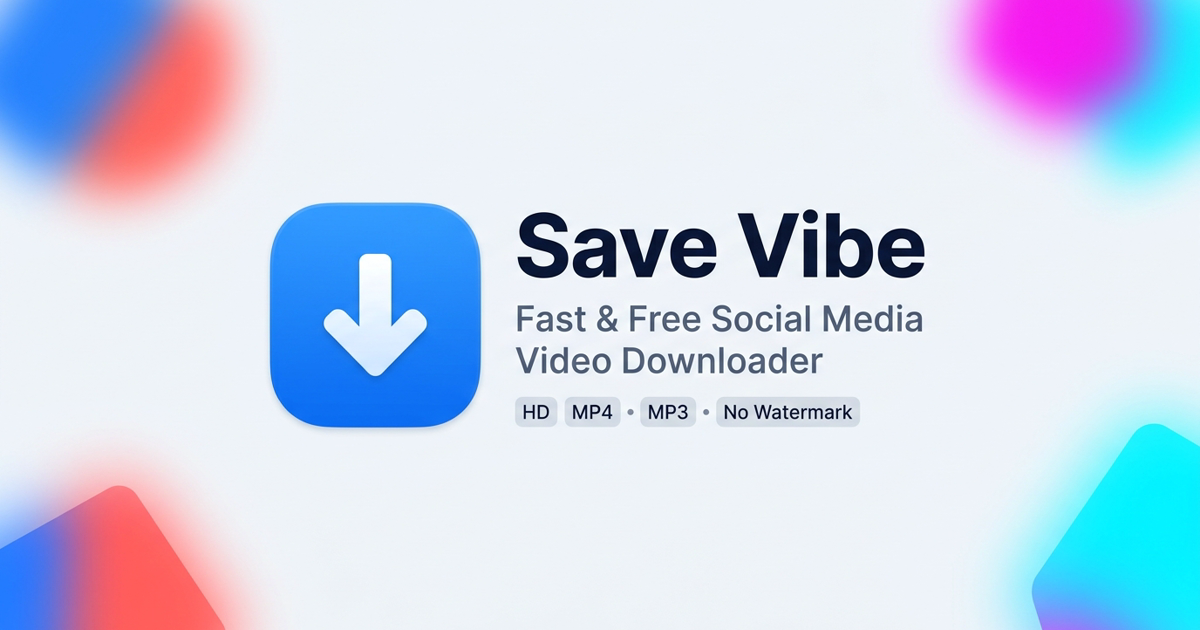 Save Vibe
Fast & Free Social Media
Video Downloader
HD MP4 • MP3 • No Watermark